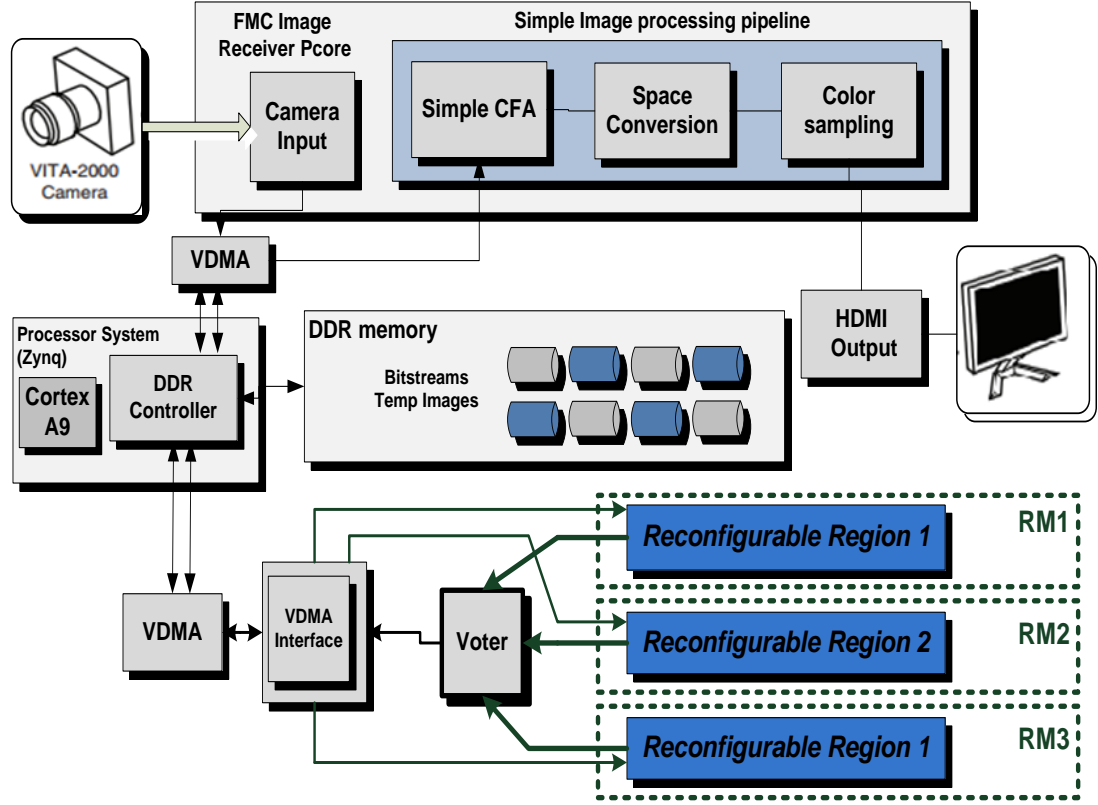 FMC Image
Receiver Pcore
Simple Image processing pipeline
VITA-2000
Camera
Camera
Input
Simple CFA
Space
Conversion
Color
sampling
VDMA
HDMI
Output
Processor System
(Zynq)
Cortex
A9
DDR
Controller
DDR memory
Bitstreams
Temp Images
VDMA
VDMA
Interface
Voter
Reconfigurable Region 1
RM1
Reconfigurable Region 2
RM2
Reconfigurable Region 1
RM3